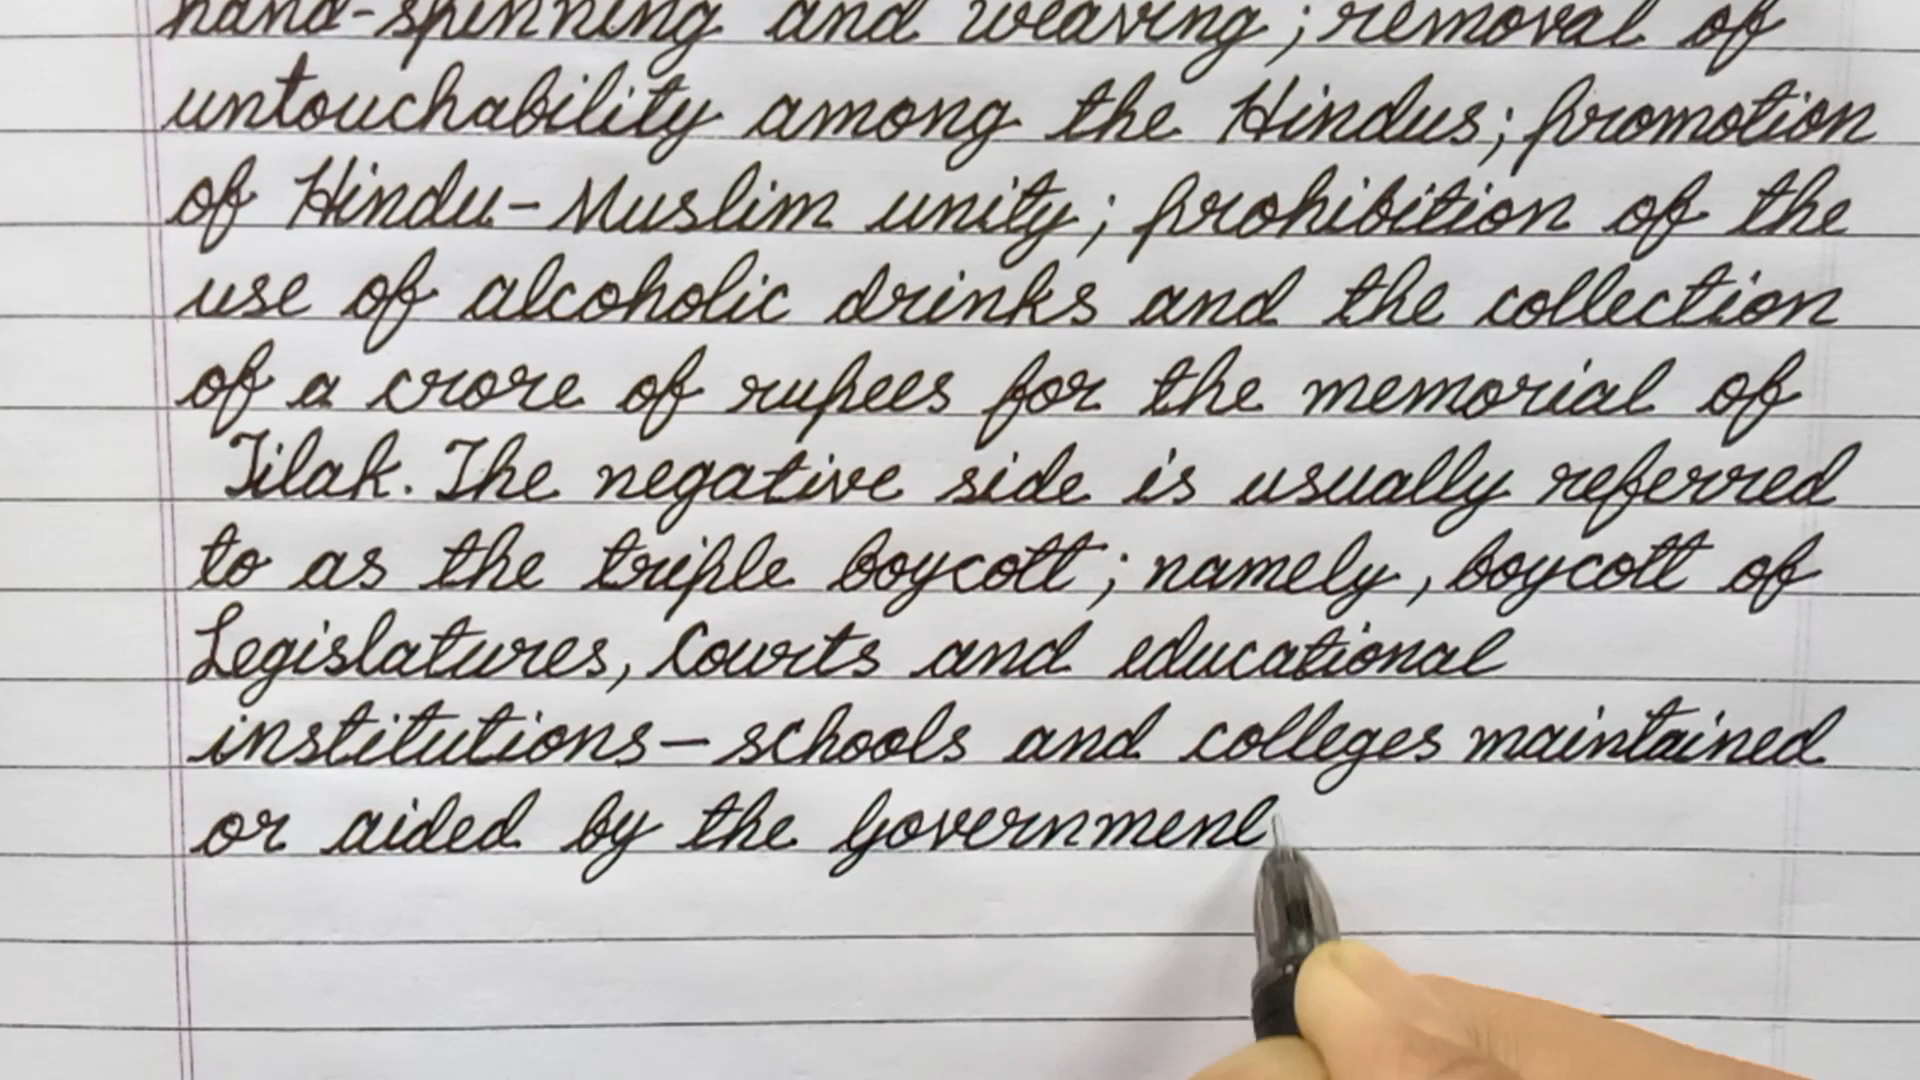 hand-spinning and weaving; removal of
untouchability among the Hindus; promotion
of Hindu-Muslim unity; prohibition of the
use of alcoholic drinks and the collection
of a crore of rupees for the memorial of
Tilak. The negative side is usually referred
to as the triple boycott; namely, boycott of
Legislatures, Courts and educational
institutions- schools and colleges maintained
or aided by the Government